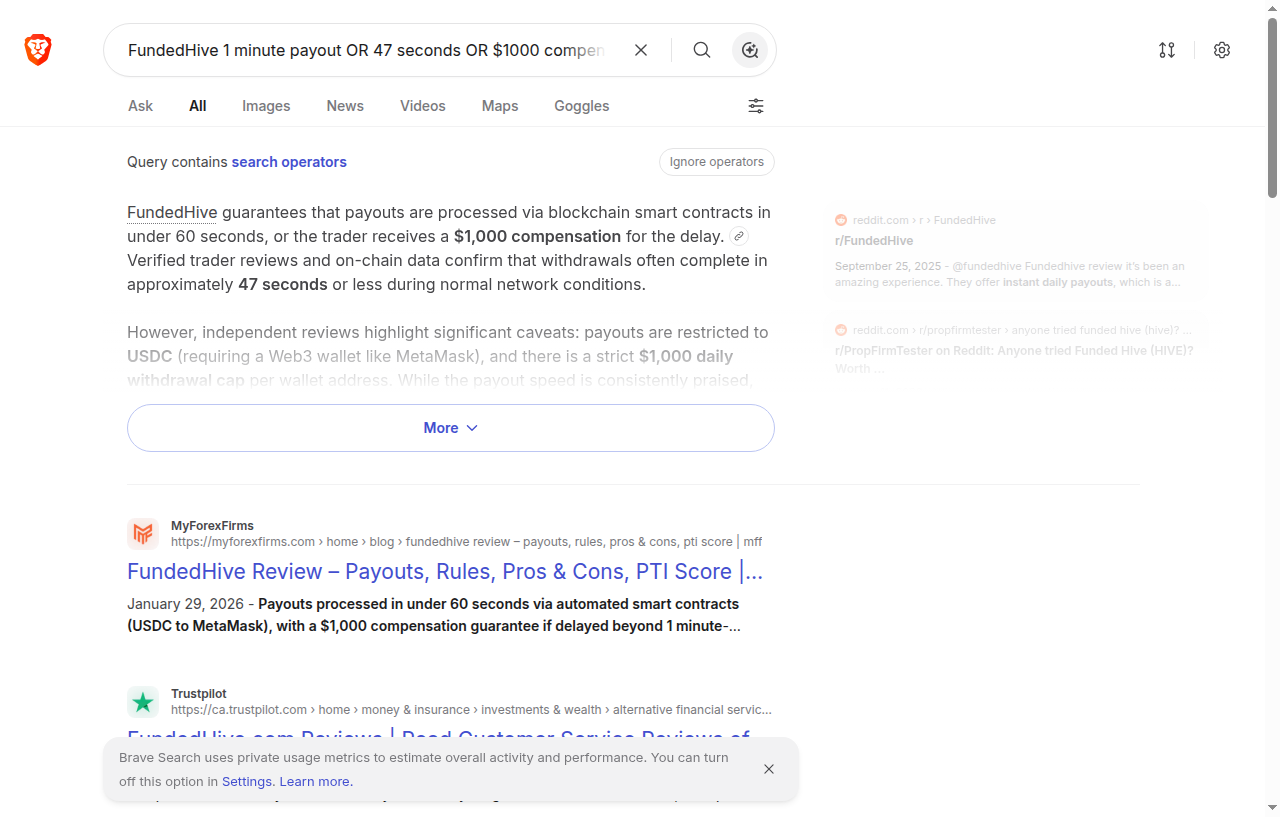 FundedHive 1 minute payout OR 47 seconds OR $1000 compen
Ask
All
Images
News
Videos
Maps
Goggles
Query contains search operators
Ignore operators
FundedHive guarantees that payouts are processed via blockchain smart contracts in
under 60 seconds, or the trader receives a $1,000 compensation for the delay.
Verified trader reviews and on-chain data confirm that withdrawals often complete in
approximately 47 seconds or less during normal network conditions.
However, independent reviews highlight significant caveats: payouts are restricted to
USDC (requiring a Web3 wallet like MetaMask), and there is a strict $1,000 daily
withdrawal cap per wallet address. While the payout speed is consistently praised,
More
reddit.com › r › FundedHive
r/FundedHive
September 25, 2025 - @fundedhive Fundedhive review it's been an
amazing experience. They offer instant daily payouts, which is a...
reddit.com › r/propfirmtester › anyone tried funded hive (hive)? ...
r/PropFirmTester on Reddit: Anyone tried Funded Hive (HIVE)?
Worth ...
MyForexFirms
https://myforexfirms.com › home › blog › fundedhive review – payouts, rules, pros & cons, pti score | mff
FundedHive Review – Payouts, Rules, Pros & Cons, PTI Score |...
January 29, 2026 - Payouts processed in under 60 seconds via automated smart contracts
(USDC to MetaMask), with a $1,000 compensation guarantee if delayed beyond 1 minute-...
Trustpilot
https://ca.trustpilot.com › home › money & insurance › investments & wealth › alternative financial servic...
FundedHive.com Reviews | Read Customer Service Reviews of
Brave Search uses private usage metrics to estimate overall activity and performance. You can turn
off this option in Settings. Learn more.